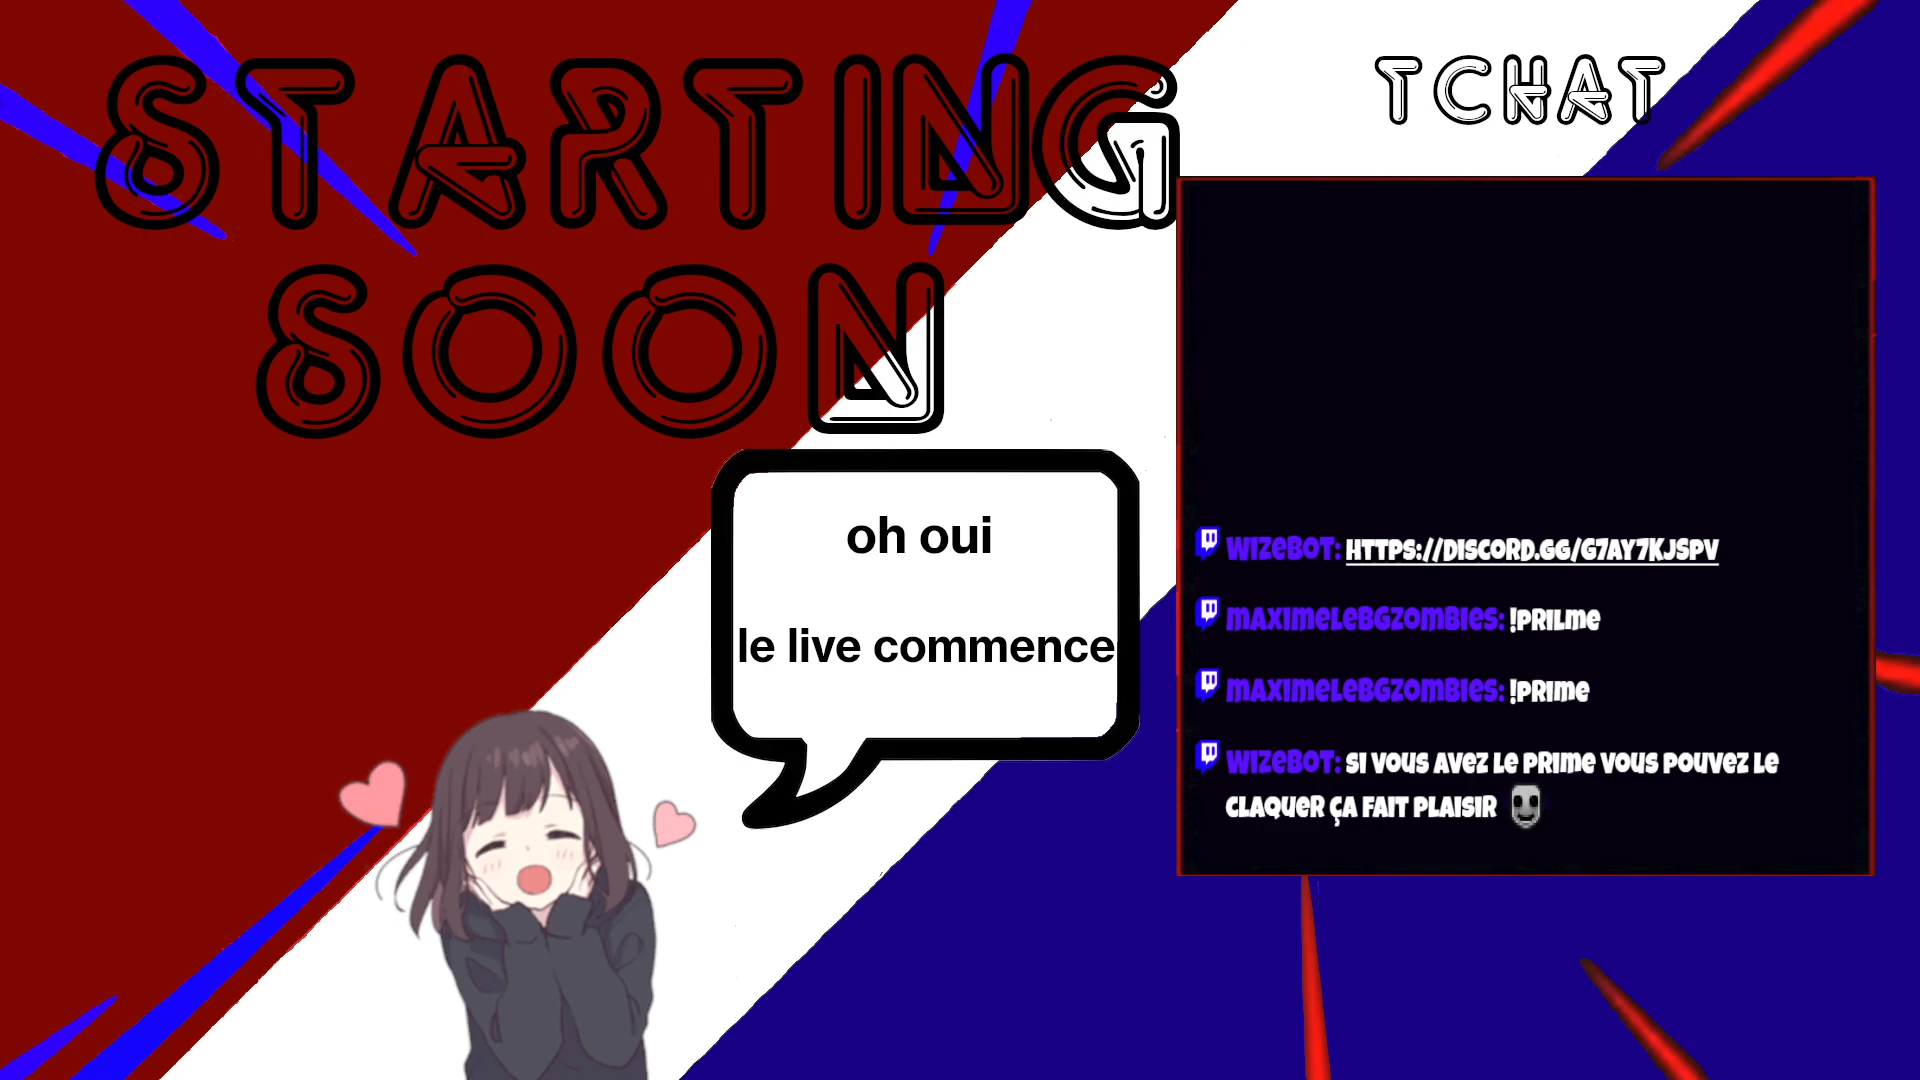 STARTING
SOON
TCHAT
oh oui
le live commence
WIZEBOT: HTTPS://DISCORD.GG/G7AY7KJSPV
MAXIMELEBGZOMBIES: !PRILME
MAXIMELEBGZOMBIES: !PRIME
WIZEBOT: SI VOUS AVEZ LE PRIME VOUS POUVEZ LE
CLAQUER ÇA FAIT PLAISIR